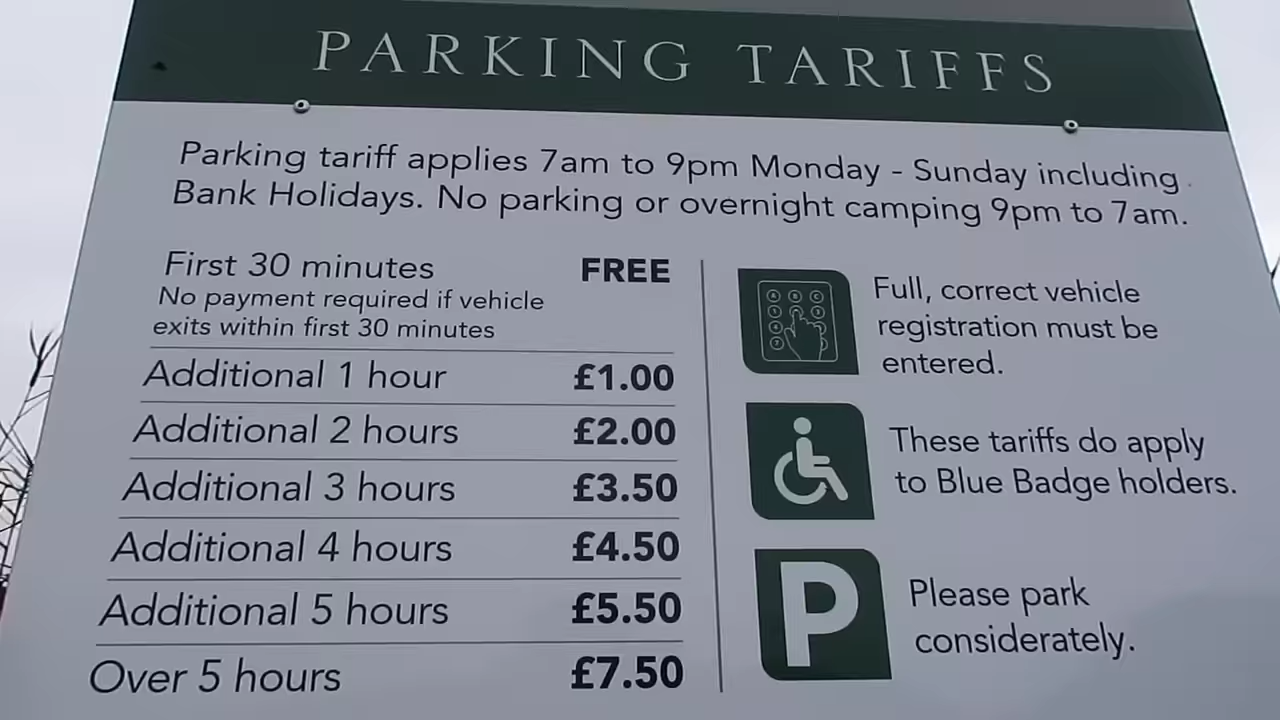 PARKING TARIFFS
Parking tariff applies 7am to 9pm Monday - Sunday including
Bank Holidays. No parking or overnight camping 9pm to 7am.
First 30 minutes FREE
No payment required if vehicle
exits within first 30 minutes
Additional 1 hour £1.00
Additional 2 hours £2.00
Additional 3 hours £3.50
Additional 4 hours £4.50
Additional 5 hours £5.50
Over 5 hours £7.50
Full, correct vehicle
registration must be
entered.
These tariffs do apply
to Blue Badge holders.
P
Please park
considerately.